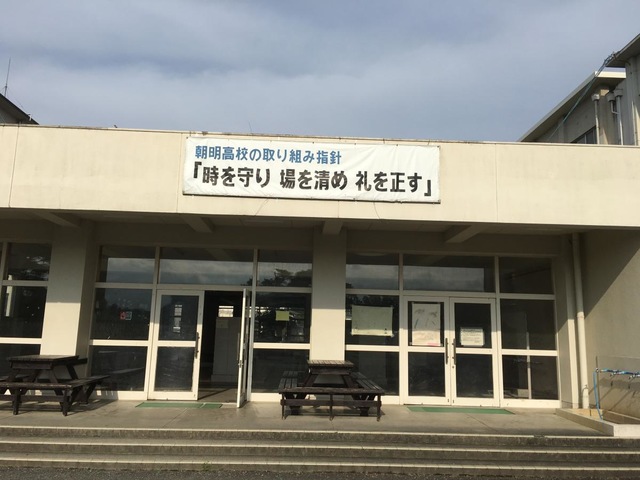 朝明高校の取り組み指針
「時を守り 場を清め 礼を正す」